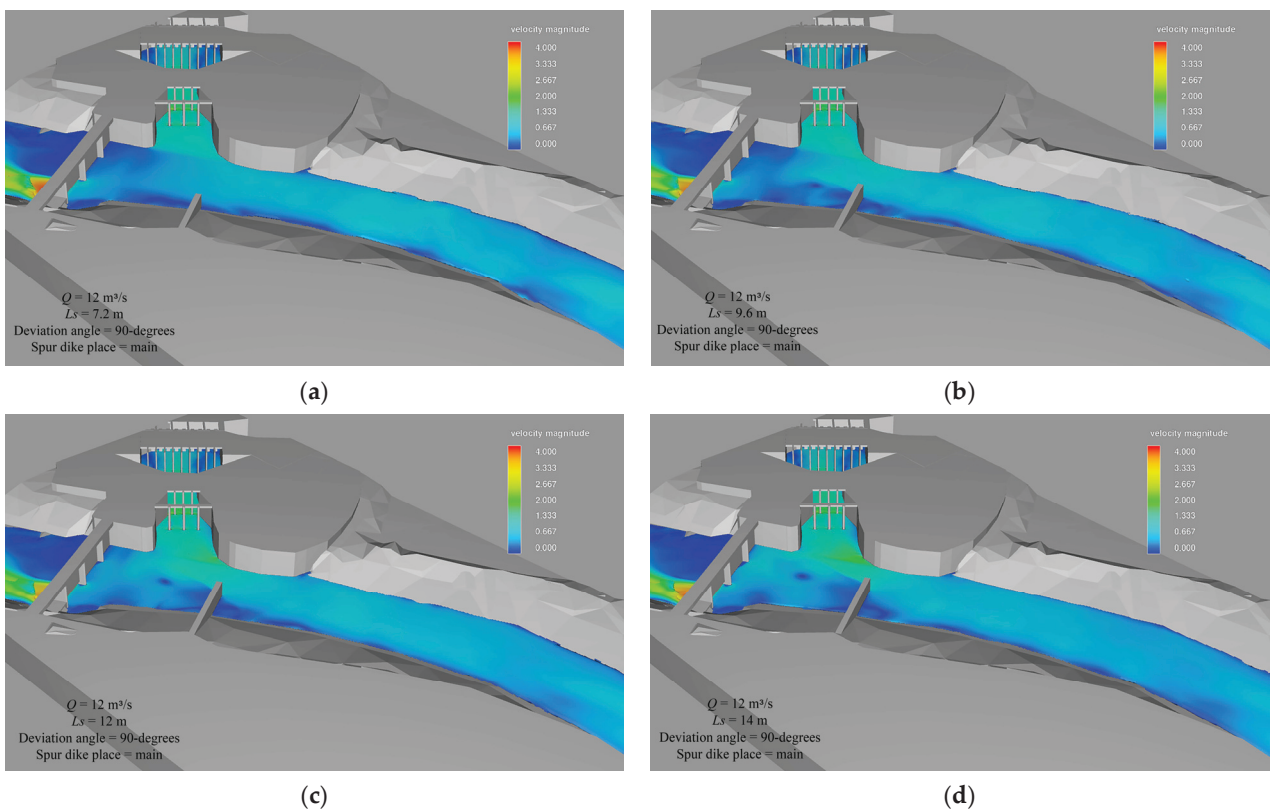 velocity magnitude
4.000
3.333
2.667
2.000
1.333
0.667
0.000
Q = 12 m³/s
Ls = 7.2 m
Deviation angle = 90-degrees
Spur dike place = main
(a)
velocity magnitude
4.000
3.333
2.667
2.000
1.333
0.667
0.000
Q = 12 m³/s
Ls = 9.6 m
Deviation angle = 90-degrees
Spur dike place = main
(b)
velocity magnitude
4.000
3.333
2.667
2.000
1.333
0.667
0.000
Q = 12 m³/s
Ls = 12 m
Deviation angle = 90-degrees
Spur dike place = main
(c)
velocity magnitude
4.000
3.333
2.667
2.000
1.333
0.667
0.000
Q = 12 m³/s
Ls = 14 m
Deviation angle = 90-degrees
Spur dike place = main
(d)